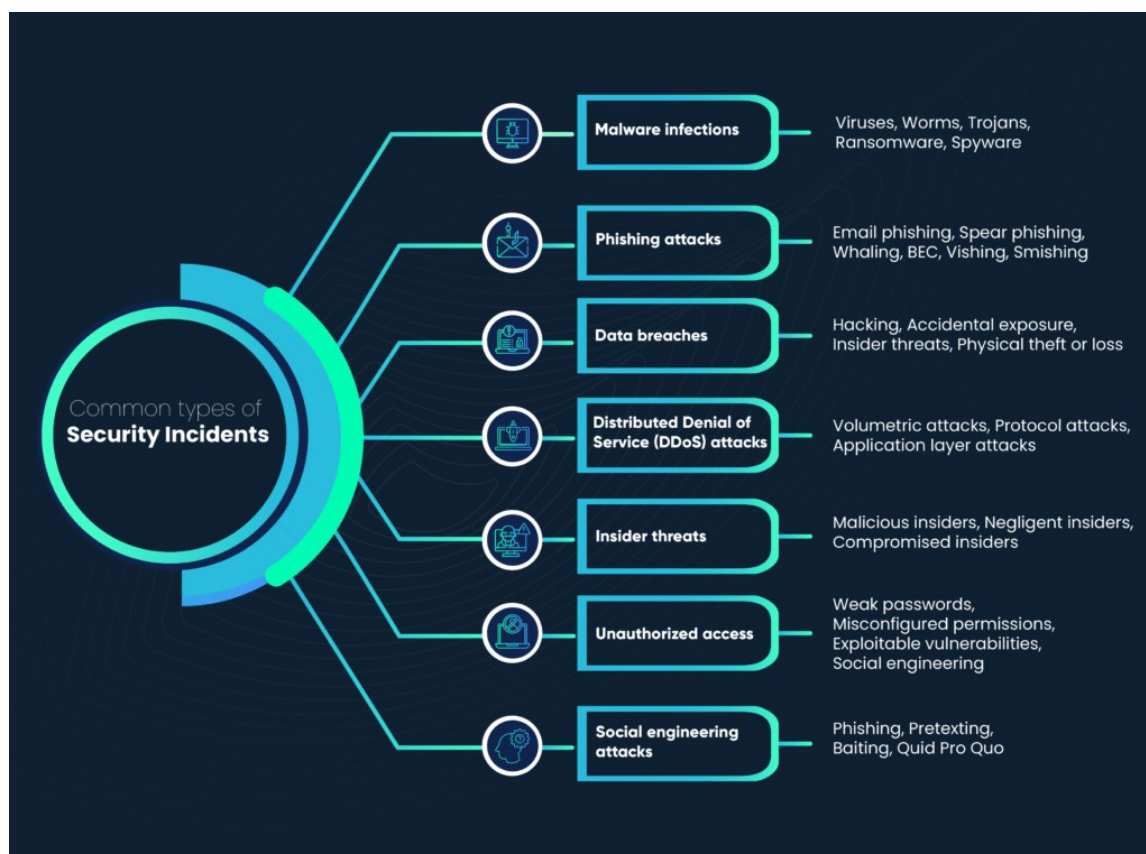 Common types of
Security Incidents
Malware infections
Viruses, Worms, Trojans,
Ransomware, Spyware
Phishing attacks
Email phishing, Spear phishing,
Whaling, BEC, Vishing, Smishing
Data breaches
Hacking, Accidental exposure,
Insider threats, Physical theft or loss
Distributed Denial of
Service (DDoS) attacks
Volumetric attacks, Protocol attacks,
Application layer attacks
Insider threats
Malicious insiders, Negligent insiders,
Compromised insiders
Unauthorized access
Weak passwords,
Misconfigured permissions,
Exploitable vulnerabilities,
Social engineering
Social engineering
attacks
Phishing, Pretexting,
Baiting, Quid Pro Quo